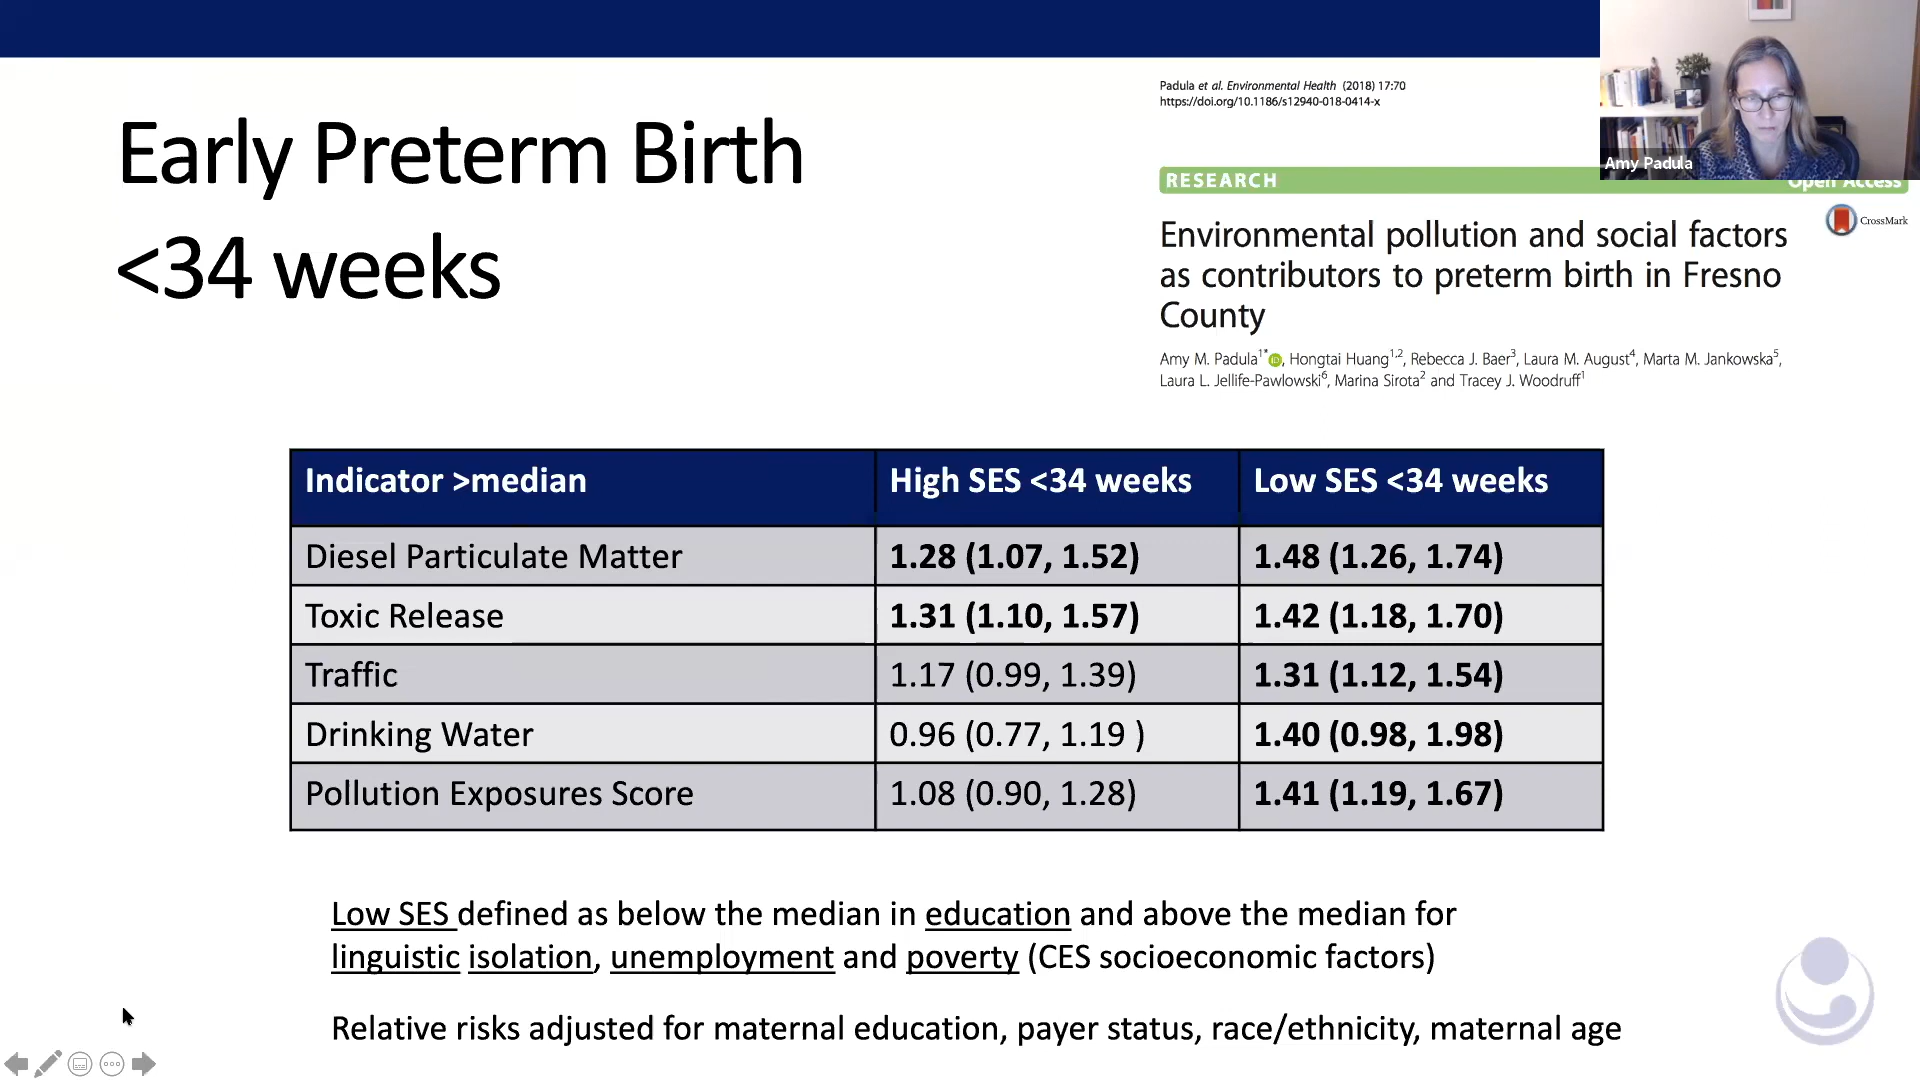 Early Preterm Birth
<34 weeks
Padula et al. Environmental Health (2018) 17:70
https://doi.org/10.1186/s12940-018-0414-x
Amy Padula
RESEARCH Open Access
CrossMark
Environmental pollution and social factors
as contributors to preterm birth in Fresno
County
Amy M. Padula1* iD, Hongtai Huang1,2, Rebecca J. Baer3, Laura M. August4, Marta M. Jankowska5,
Laura L. Jellife-Pawlowski6, Marina Sirota2 and Tracey J. Woodruff1
Indicator >median High SES <34 weeks Low SES <34 weeks
Diesel Particulate Matter 1.28 (1.07, 1.52) 1.48 (1.26, 1.74)
Toxic Release 1.31 (1.10, 1.57) 1.42 (1.18, 1.70)
Traffic 1.17 (0.99, 1.39) 1.31 (1.12, 1.54)
Drinking Water 0.96 (0.77, 1.19 ) 1.40 (0.98, 1.98)
Pollution Exposures Score 1.08 (0.90, 1.28) 1.41 (1.19, 1.67)
Low SES defined as below the median in education and above the median for
linguistic isolation, unemployment and poverty (CES socioeconomic factors)
Relative risks adjusted for maternal education, payer status, race/ethnicity, maternal age